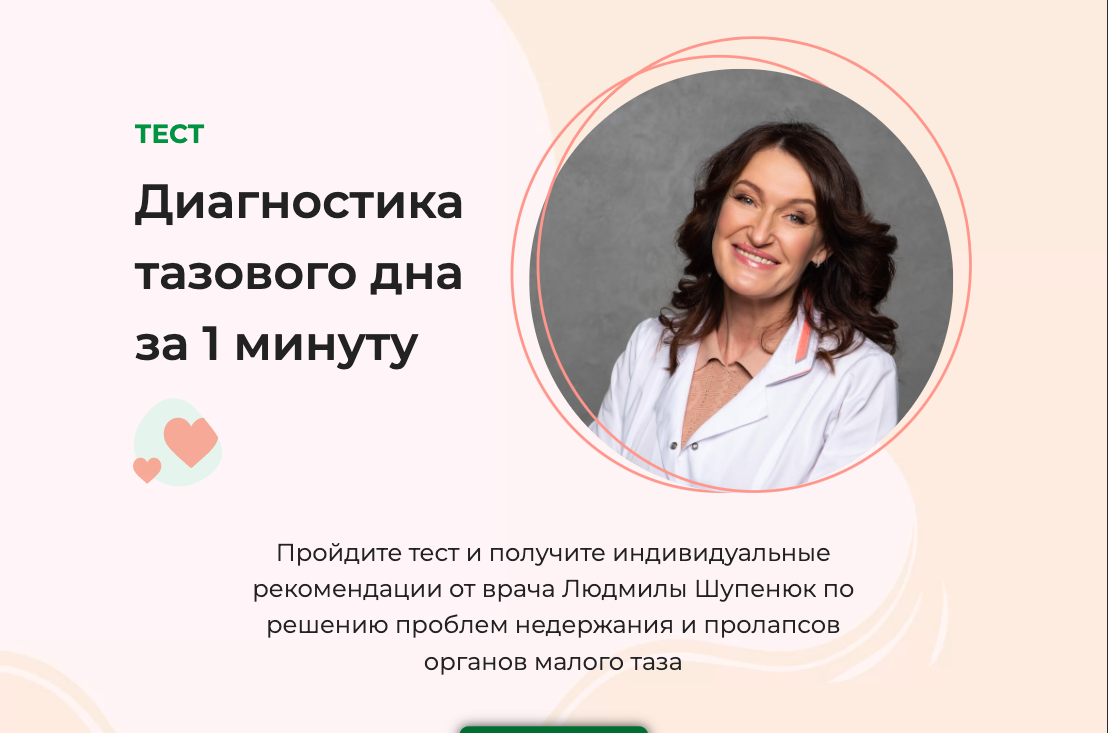 ТЕСТ
Диагностика
тазового дна
за 1 минуту
Пройдите тест и получите индивидуальные
рекомендации от врача Людмилы Шупенюк по
решению проблем недержания и пролапсов
органов малого таза